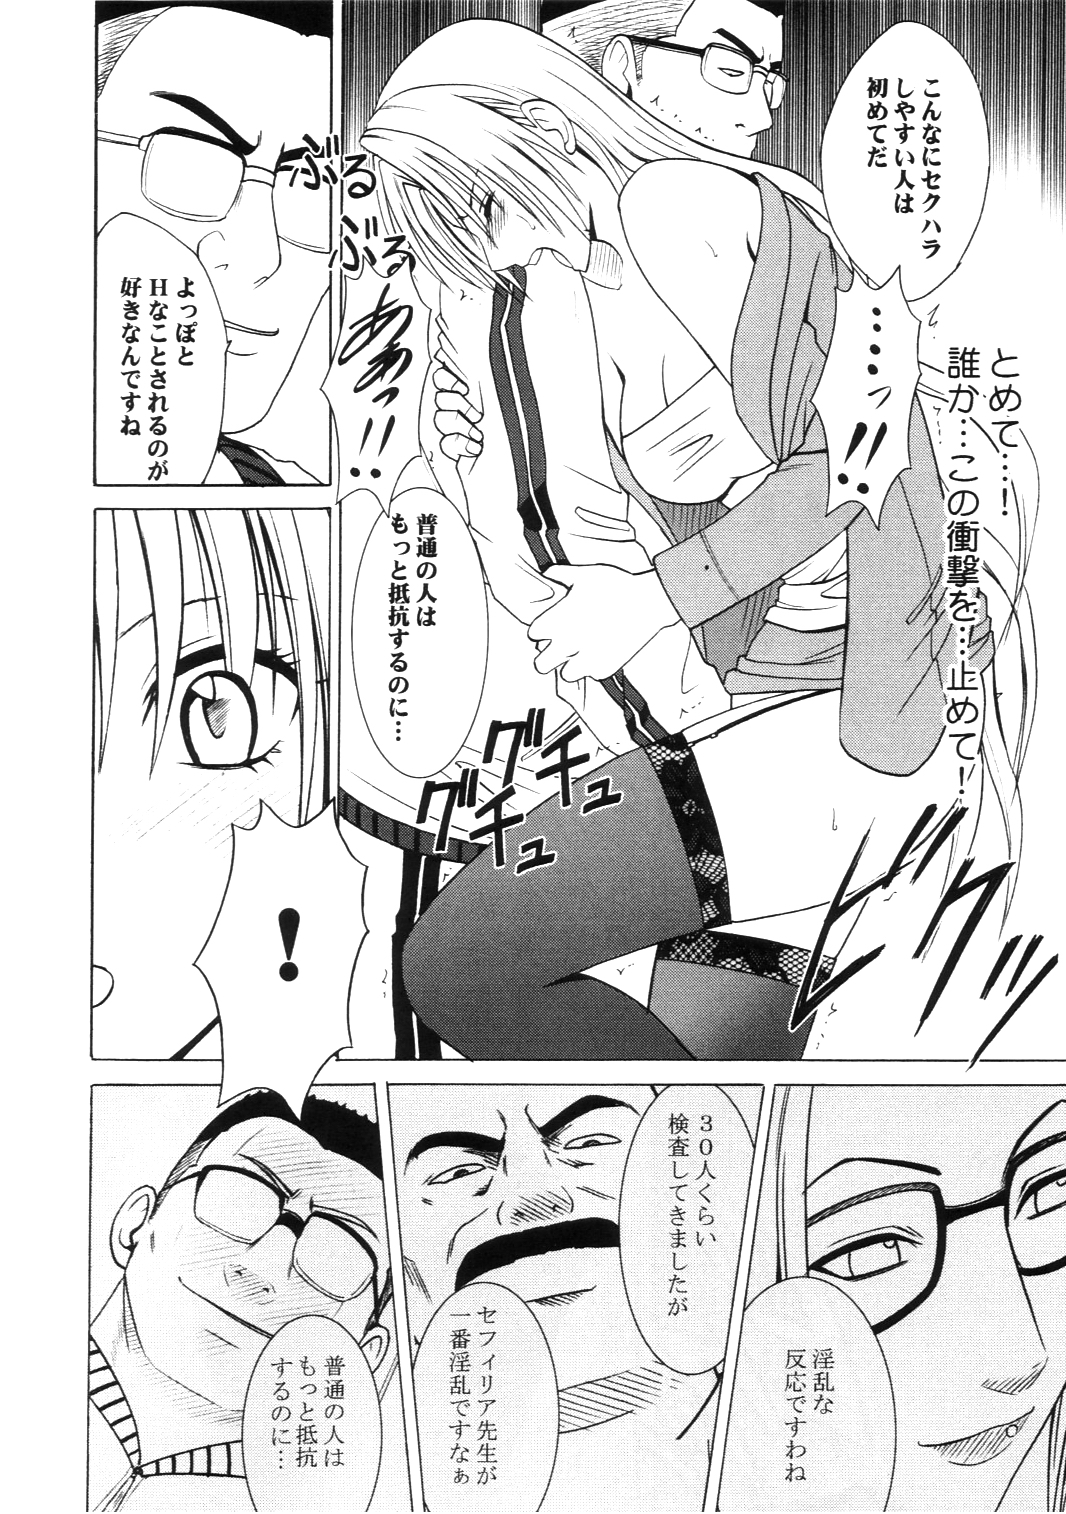 こんなにセクハラ
しやすい人は
初めてだ
……っ!!
とめて…!
誰か…この衝撃を…止めて!
ぶる
ぶるっ
ああっ
!!
普通の人は
もっと抵抗するのに…
グチュ
グチュ
ビクッ
よっぽと
Hなことされるのが
好きなんですね
!
淫乱な
反応ですわね
30人くらい
検査してきましたが
セフィリア先生が
一番淫乱ですなぁ
普通の人は
もっと抵抗
するのに…